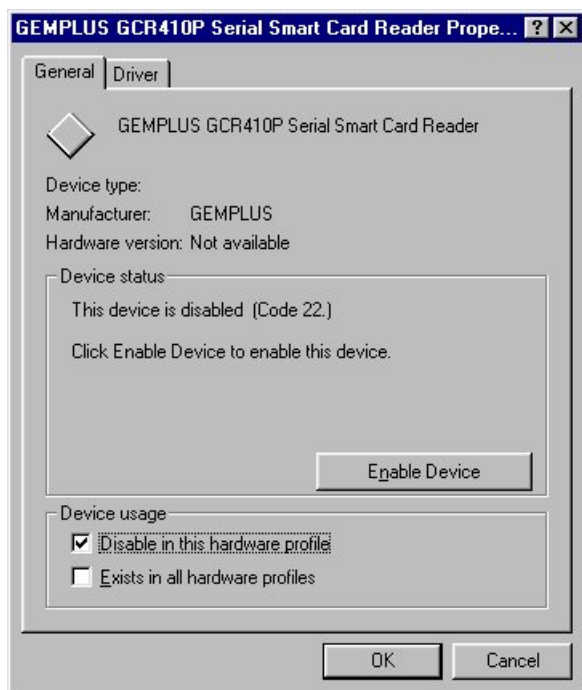 GEMPLUS GCR410P Serial Smart Card Reader Prope... ? X
General Driver
GEMPLUS GCR410P Serial Smart Card Reader
Device type:
Manufacturer: GEMPLUS
Hardware version: Not available
Device status
This device is disabled (Code 22.)
Click Enable Device to enable this device.
Enable Device
Device usage
Disable in this hardware profile
Exists in all hardware profiles
OK Cancel